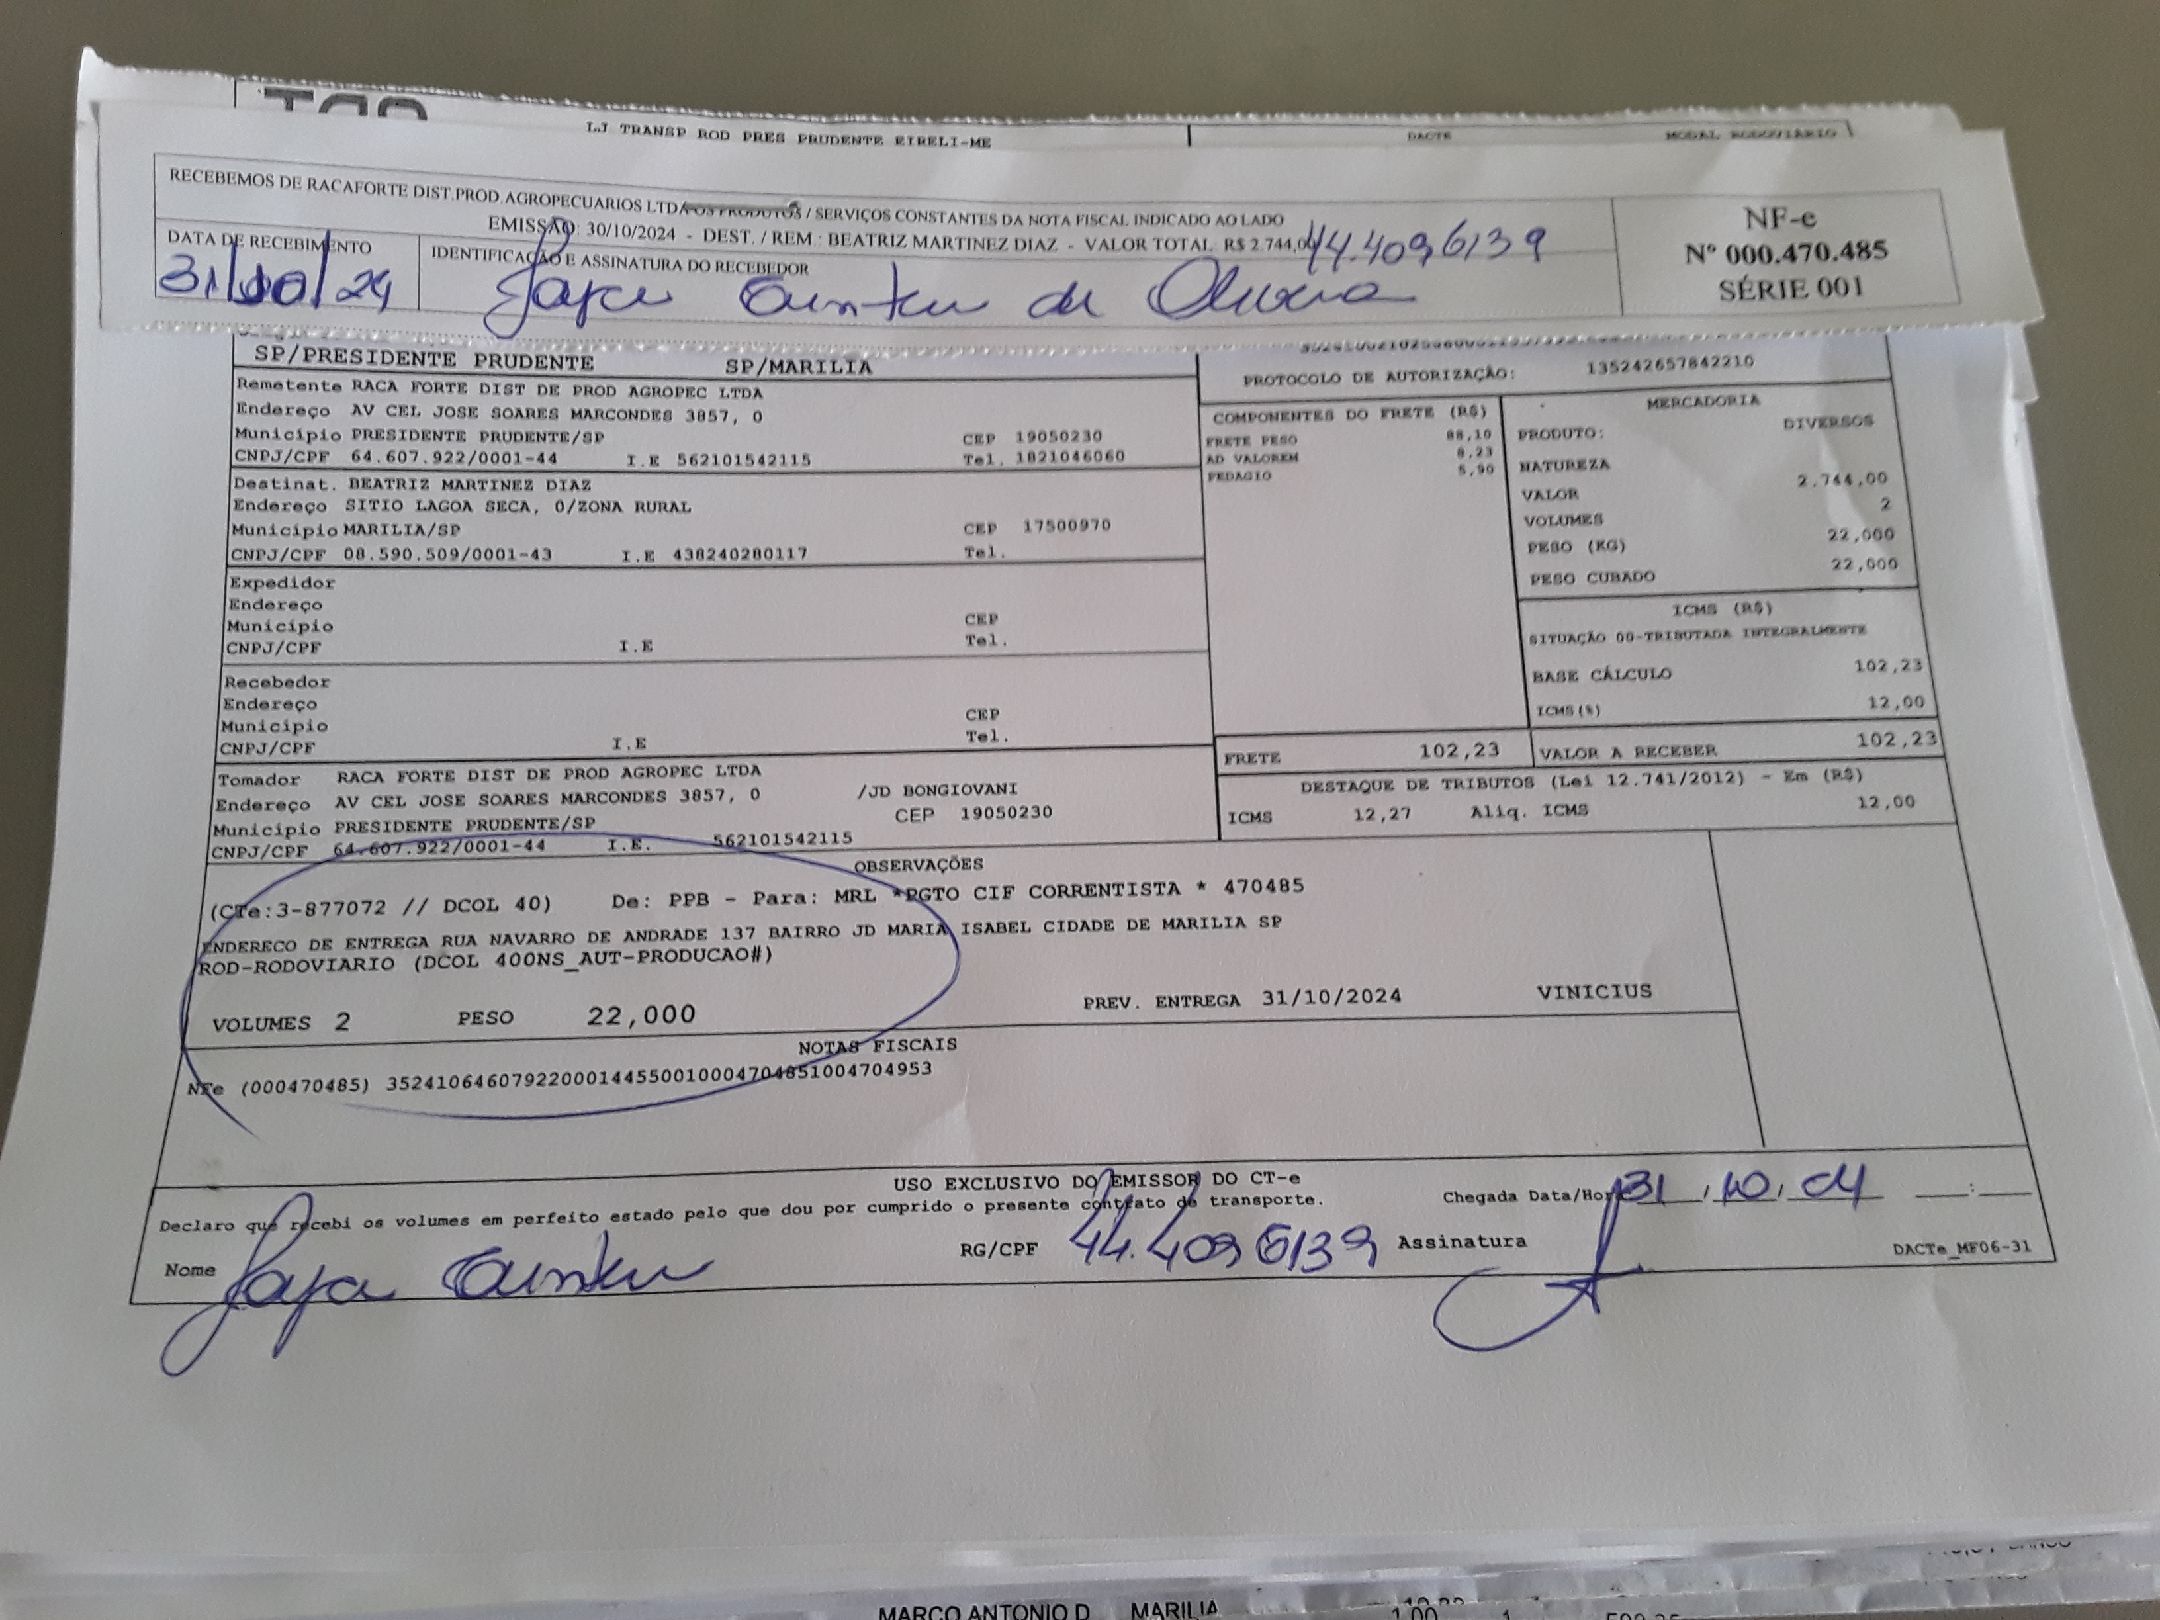 LJ TRANSP ROD PRES PRUDENTE EIRELI-ME DACTE MODAL RODOVIÁRIO
RECEBEMOS DE RACAFORTE DIST.PROD.AGROPECUARIOS LTDA OS PRODUTOS / SERVIÇOS CONSTANTES DA NOTA FISCAL INDICADO AO LADO
EMISSÃO: 30/10/2024 - DEST. / REM.: BEATRIZ MARTINEZ DIAZ - VALOR TOTAL R$ 2.744,00
44.409 6139
DATA DE RECEBIMENTO
31/10/24
IDENTIFICAÇÃO E ASSINATURA DO RECEBEDOR
de Oliveira
NF-e
Nº 000.470.485
SÉRIE 001
SP/PRESIDENTE PRUDENTE SP/MARILIA
Remetente RACA FORTE DIST DE PROD AGROPEC LTDA
Endereço AV CEL JOSE SOARES MARCONDES 3857, 0
Município PRESIDENTE PRUDENTE/SP CEP 19050230
CNPJ/CPF 64.607.922/0001-44 I.E 562101542115 Tel. 1821046060
Destinat. BEATRIZ MARTINEZ DIAZ
Endereço SITIO LAGOA SECA, 0/ZONA RURAL
Município MARILIA/SP CEP 17500970
CNPJ/CPF 08.590.509/0001-43 I.E 438240280117 Tel.
Expedidor
Endereço
Município CEP
CNPJ/CPF I.E Tel.
Recebedor
Endereço
Município CEP
CNPJ/CPF I.E Tel.
Tomador RACA FORTE DIST DE PROD AGROPEC LTDA
Endereço AV CEL JOSE SOARES MARCONDES 3857, 0 /JD BONGIOVANI
Município PRESIDENTE PRUDENTE/SP CEP 19050230
CNPJ/CPF 64.607.922/0001-44 I.E. 562101542115
PROTOCOLO DE AUTORIZAÇÃO: 135242657842210
COMPONENTES DO FRETE (R$)
FRETE PESO 88,10
AD VALOREM 8,23
PEDAGIO 5,90
MERCADORIA
PRODUTO: DIVERSOS
NATUREZA
VALOR 2.744,00
VOLUMES 2
PESO (KG) 22,000
PESO CUBADO 22,000
ICMS (R$)
SITUAÇÃO 00-TRIBUTADA INTEGRALMENTE
BASE CÁLCULO 102,23
ICMS(%) 12,00
FRETE 102,23 VALOR A RECEBER 102,23
DESTAQUE DE TRIBUTOS (Lei 12.741/2012) - Em (R$)
ICMS 12,27 Aliq. ICMS 12,00
OBSERVAÇÕES
(CTe:3-877072 // DCOL 40) De: PPB - Para: MRL *PGTO CIF CORRENTISTA * 470485
ENDERECO DE ENTREGA RUA NAVARRO DE ANDRADE 137 BAIRRO JD MARIA ISABEL CIDADE DE MARILIA SP
ROD-RODOVIARIO (DCOL 400NS_AUT-PRODUCAO#)
VOLUMES 2 PESO 22,000 PREV. ENTREGA 31/10/2024 VINICIUS
NOTAS FISCAIS
NFe (000470485) 35241064607922000144550010004704851004704953
USO EXCLUSIVO DO EMISSOR DO CT-e
Declaro que recebi os volumes em perfeito estado pelo que dou por cumprido o presente contrato de transporte.
Chegada Data/Hora 31/10/04 __:__
Nome
RG/CPF 44.409 6139 Assinatura
DACTe_MF06-31
MARCO ANTONIO D MARILIA